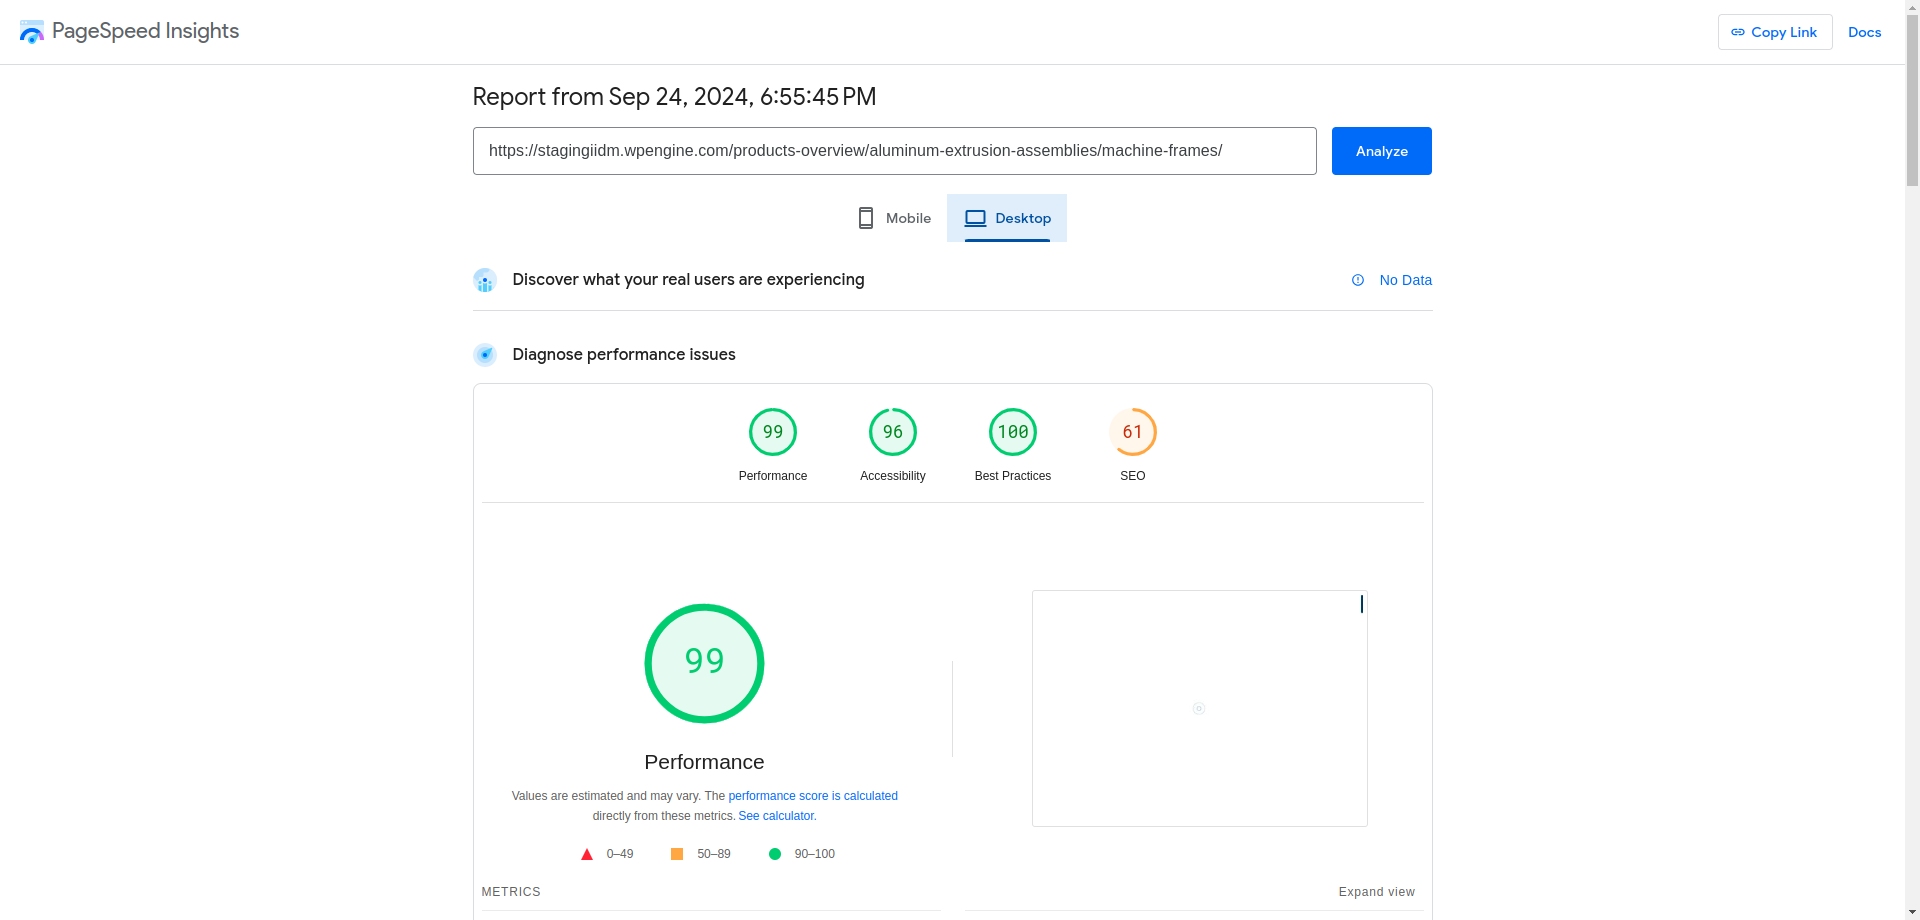 PageSpeed Insights
Copy Link
Docs
Report from Sep 24, 2024, 6:55:45 PM
https://stagingiidm.wpengine.com/products-overview/aluminum-extrusion-assemblies/machine-frames/
Analyze
Mobile
Desktop
Discover what your real users are experiencing
No Data
Diagnose performance issues
99
96
100
61
Performance
Accessibility
Best Practices
SEO
99
Performance
Values are estimated and may vary. The performance score is calculated
directly from these metrics. See calculator.
0–49
50–89
90–100
METRICS
Expand view